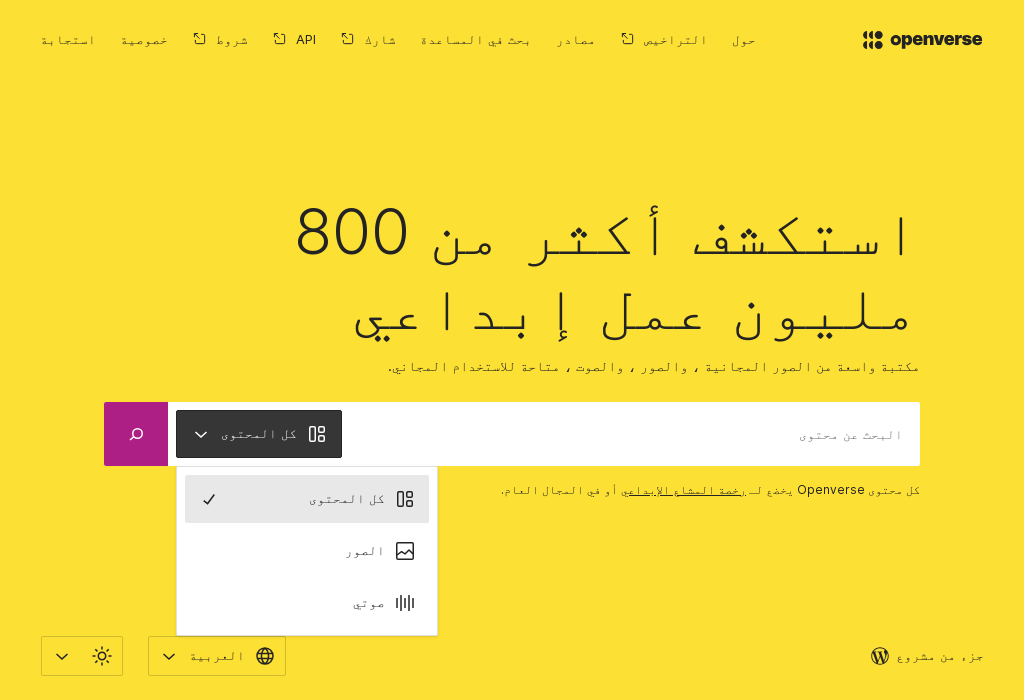 openverse
حول
التراخيص
مصادر
بحث في المساعدة
شارك
API
شروط
خصوصية
استجابة
استكشف أكثر من 800
مليون عمل إبداعي
مكتبة واسعة من الصور المجانية ، والصور ، والصوت ، متاحة للاستخدام المجاني.
البحث عن محتوى
كل المحتوى
كل محتوى Openverse يخضع لـ رخصة المشاع الإبداعي أو في المجال العام.
كل المحتوى
الصور
صوتي
جزء من مشروع
العربية